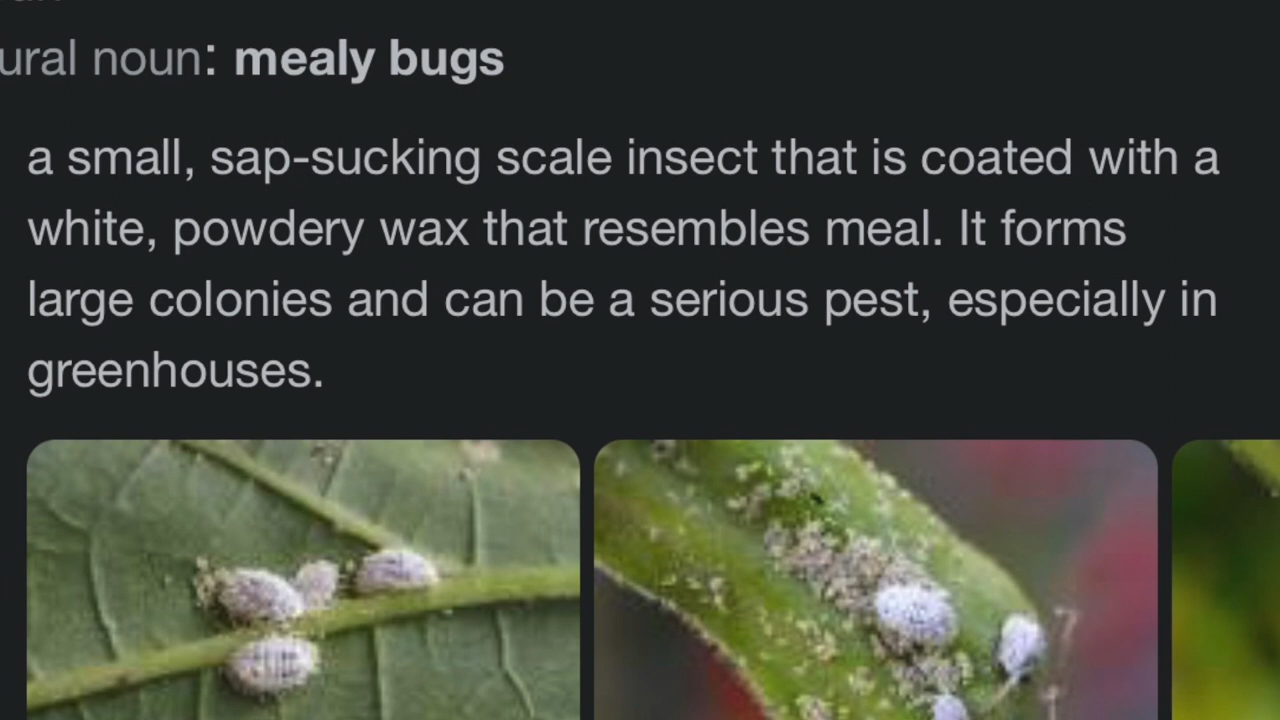 ural noun: mealy bugs
a small, sap-sucking scale insect that is coated with a
white, powdery wax that resembles meal. It forms
large colonies and can be a serious pest, especially in
greenhouses.